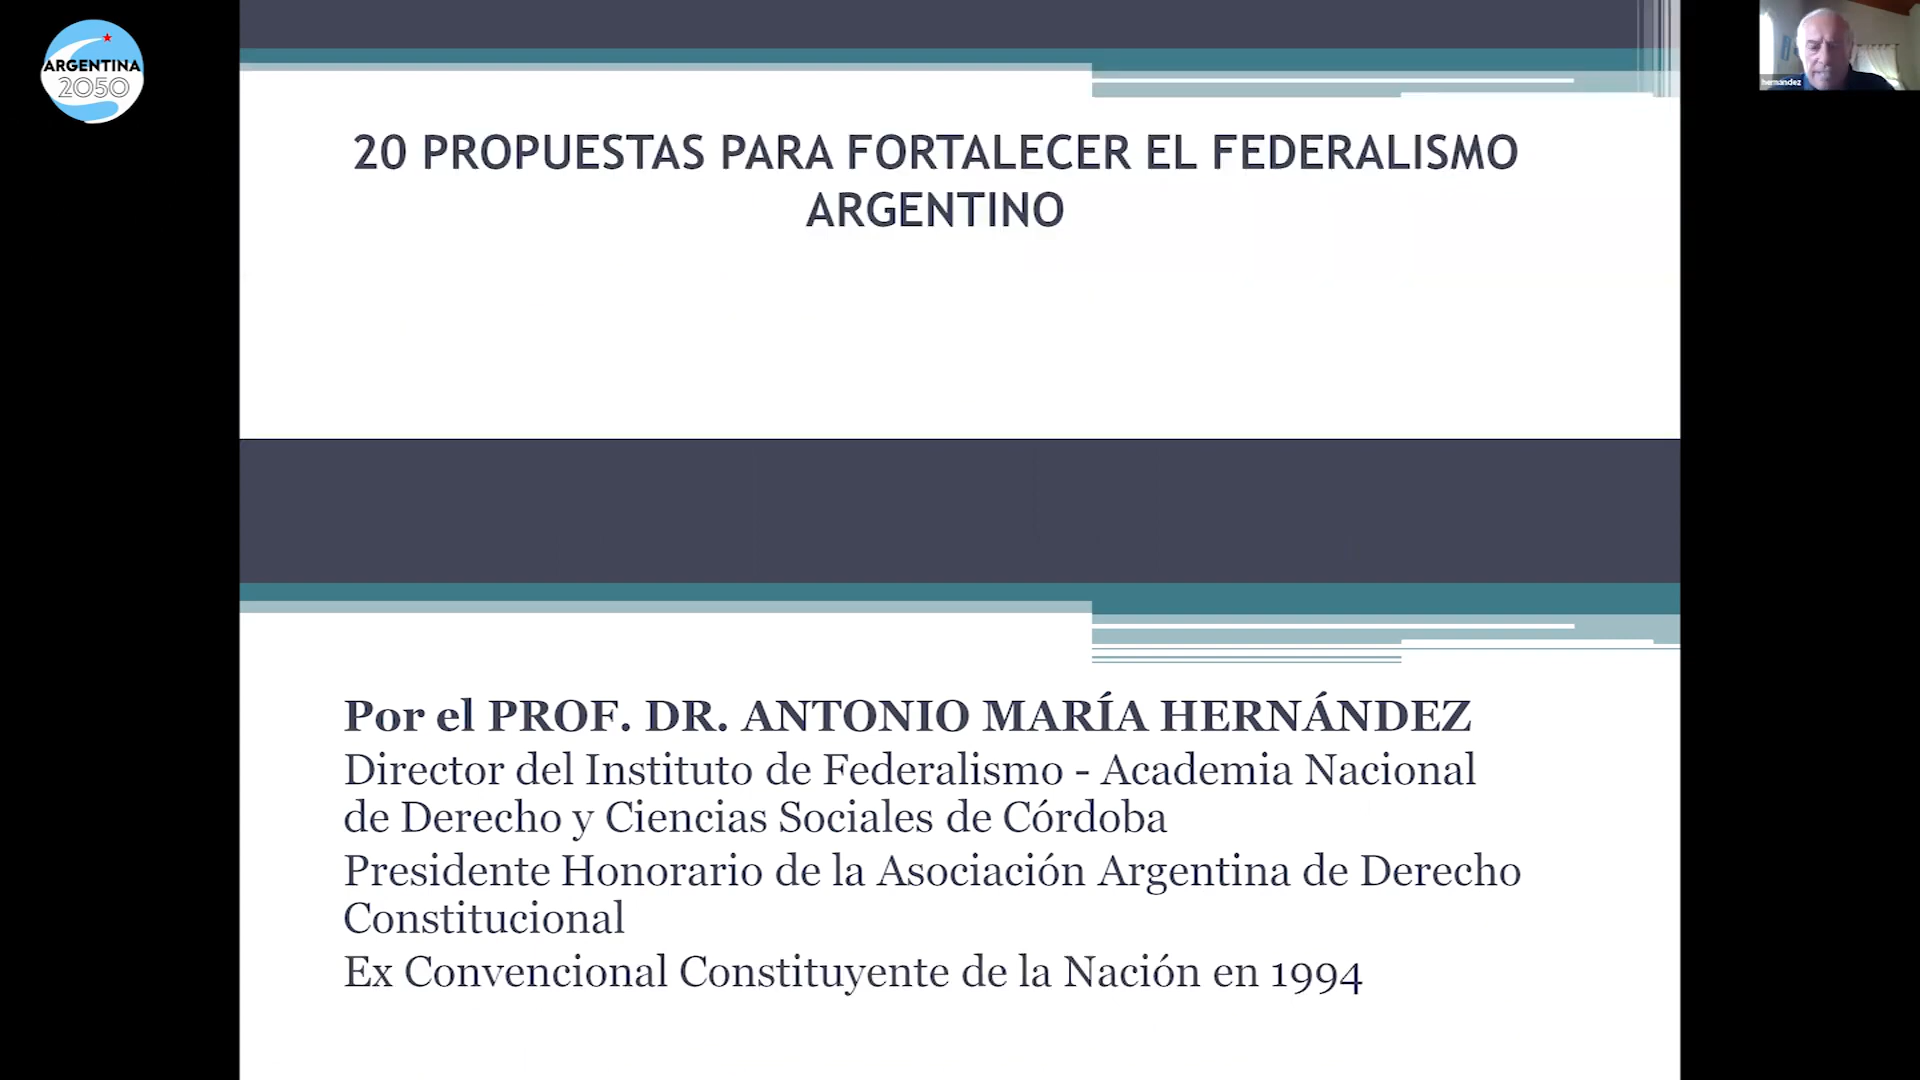 ARGENTINA
2050
hernandez
20 PROPUESTAS PARA FORTALECER EL FEDERALISMO
ARGENTINO
Por el PROF. DR. ANTONIO MARÍA HERNÁNDEZ
Director del Instituto de Federalismo - Academia Nacional
de Derecho y Ciencias Sociales de Córdoba
Presidente Honorario de la Asociación Argentina de Derecho
Constitucional
Ex Convencional Constituyente de la Nación en 1994